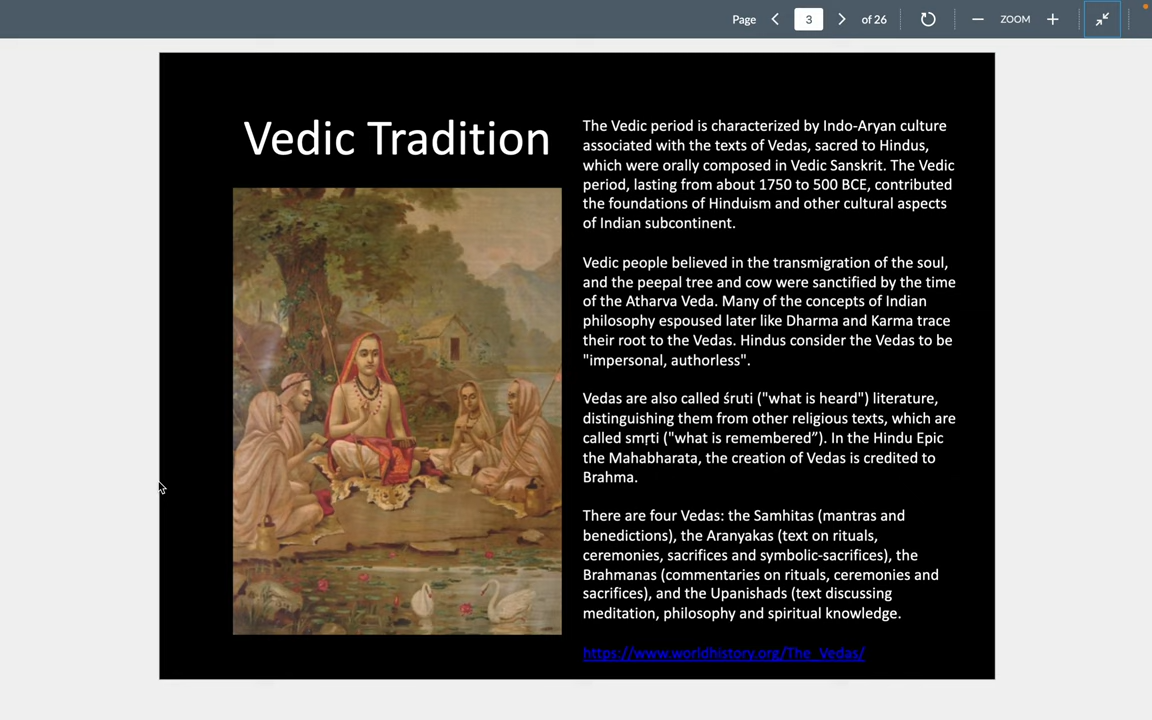 Page 3 of 26 ZOOM
Vedic Tradition
The Vedic period is characterized by Indo-Aryan culture
associated with the texts of Vedas, sacred to Hindus,
which were orally composed in Vedic Sanskrit. The Vedic
period, lasting from about 1750 to 500 BCE, contributed
the foundations of Hinduism and other cultural aspects
of Indian subcontinent.
Vedic people believed in the transmigration of the soul,
and the peepal tree and cow were sanctified by the time
of the Atharva Veda. Many of the concepts of Indian
philosophy espoused later like Dharma and Karma trace
their root to the Vedas. Hindus consider the Vedas to be
"impersonal, authorless".
Vedas are also called śruti ("what is heard") literature,
distinguishing them from other religious texts, which are
called smṛti ("what is remembered”). In the Hindu Epic
the Mahabharata, the creation of Vedas is credited to
Brahma.
There are four Vedas: the Samhitas (mantras and
benedictions), the Aranyakas (text on rituals,
ceremonies, sacrifices and symbolic-sacrifices), the
Brahmanas (commentaries on rituals, ceremonies and
sacrifices), and the Upanishads (text discussing
meditation, philosophy and spiritual knowledge.
https://www.worldhistory.org/The_Vedas/